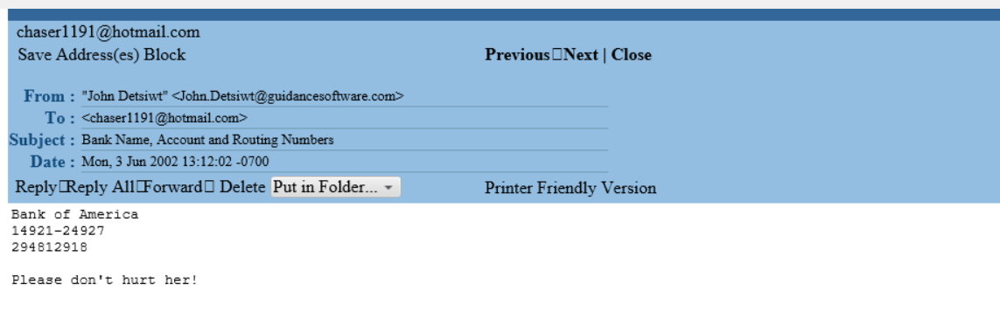 chaser1191@hotmail.com
Save Address(es) Block
Previous□Next | Close
From : "John Detsiwt" <John.Detsiwt@guidancesoftware.com>
To : <chaser1191@hotmail.com>
Subject : Bank Name, Account and Routing Numbers
Date : Mon, 3 Jun 2002 13:12:02 -0700
Reply□Reply All□Forward□ Delete Put in Folder...
Printer Friendly Version
Bank of America
14921-24927
294812918
Please don't hurt her!